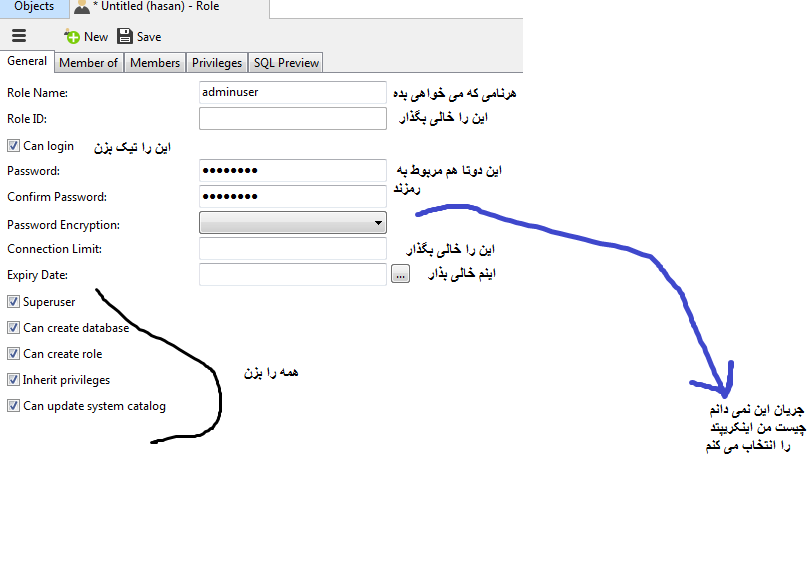 Objects
* Untitled (hasan) - Role
New
Save
General
Member of
Members
Privileges
SQL Preview
Role Name:
adminuser
هرنامی که می خواهی بده
Role ID:
این را خالی بگذار
Can login
این را تیک بزن
Password:
●●●●●●●●
این دوتا هم مربوط به
رمزند
Confirm Password:
●●●●●●●●
Password Encryption:
Connection Limit:
این را خالی بگذار
Expiry Date:
...
اینم خالی بذار
Superuser
Can create database
Can create role
همه را بزن
Inherit privileges
Can update system catalog
جریان این نمی دانم
چیست من اینکریپتد
را انتخاب می کنم